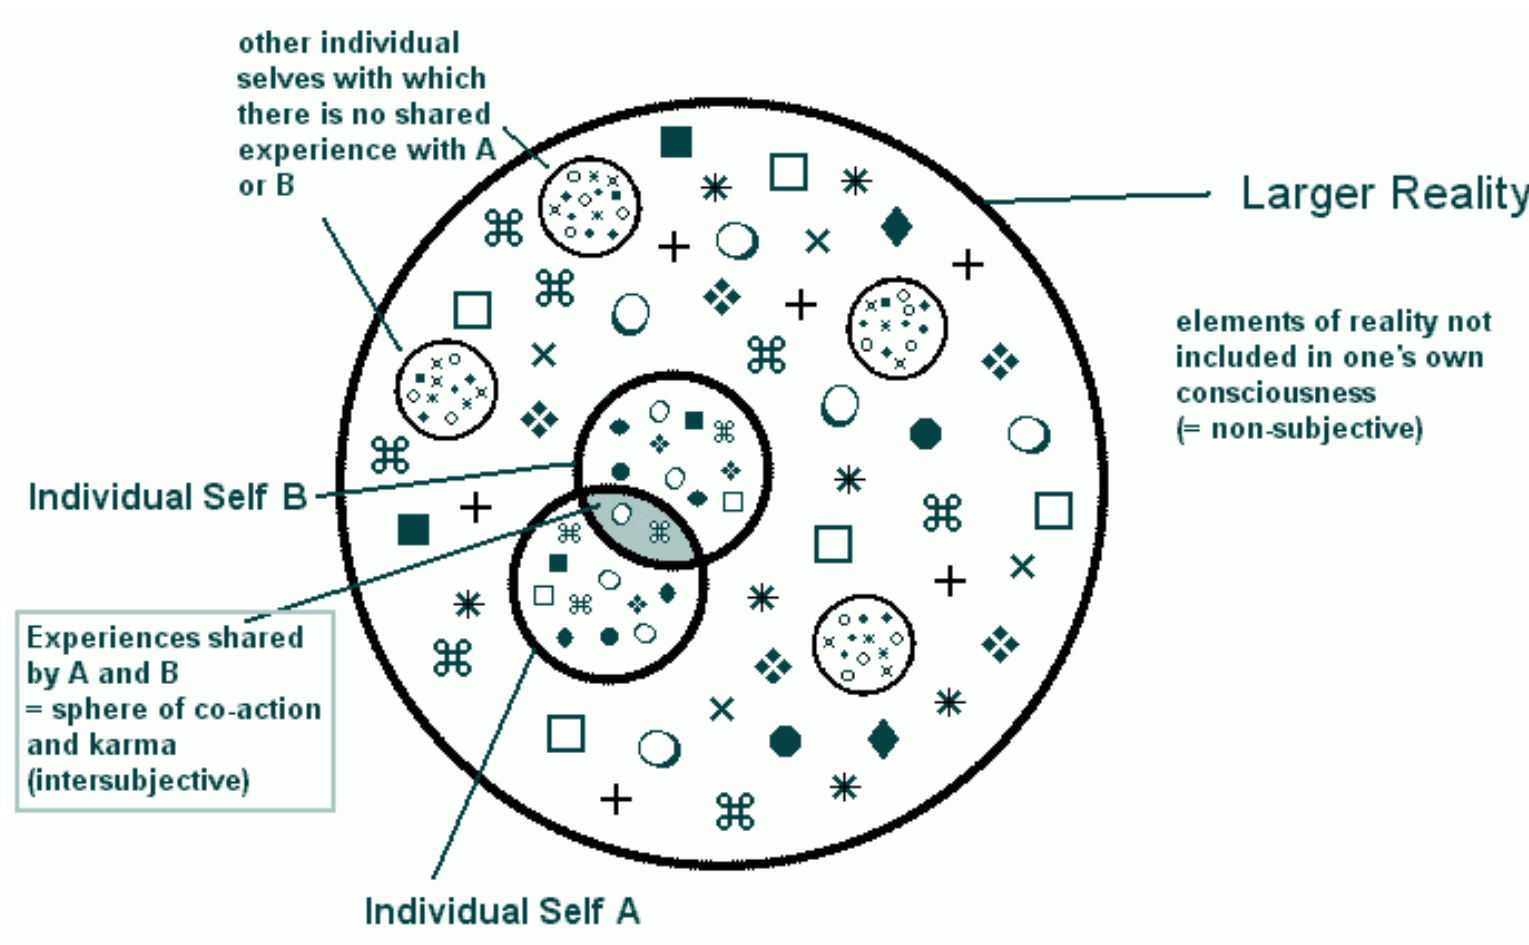 other individual
selves with which
there is no shared
experience with A
or B
Larger Reality
elements of reality not
included in one's own
consciousness
(= non-subjective)
Individual Self B
Experiences shared
by A and B
= sphere of co-action
and karma
(intersubjective)
Individual Self A